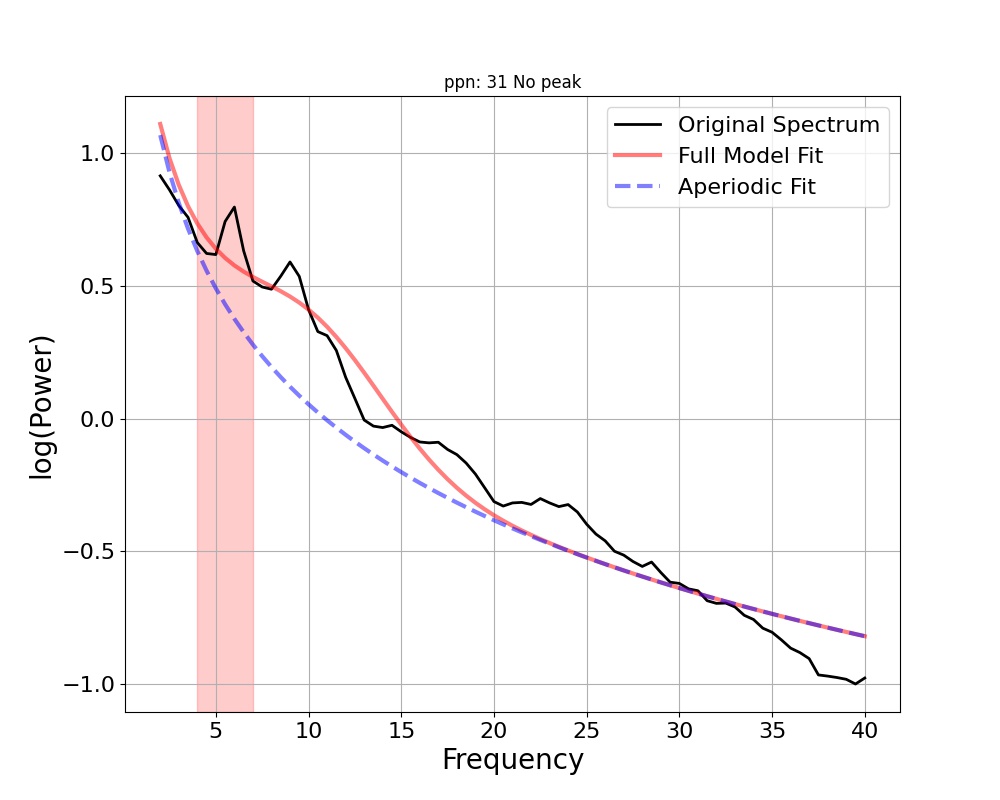 ppn: 31 No peak
Original Spectrum
Full Model Fit
Aperiodic Fit
log(Power)
1.0
0.5
0.0
−0.5
−1.0
5 10 15 20 25 30 35 40
Frequency